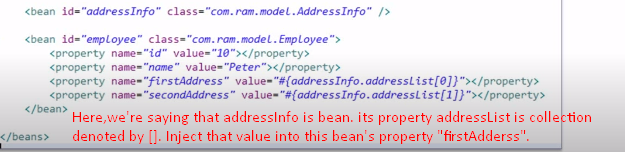 <bean id="addressInfo" class="com.ram.model.AddressInfo" />
<bean id="employee" class="com.ram.model.Employee">
<property name="id" value="10"></property>
<property name="name" value="Peter"></property>
<property name="firstAddress" value="#{addressInfo.addressList[0]}"></property>
<property name="secondAddress" value="#{addressInfo.addressList[1]}"></property>
</bean>
Here,we're saying that addressInfo is bean. its property addressList is collection
denoted by []. Inject that value into this bean's property "firstAdderss".
</beans>